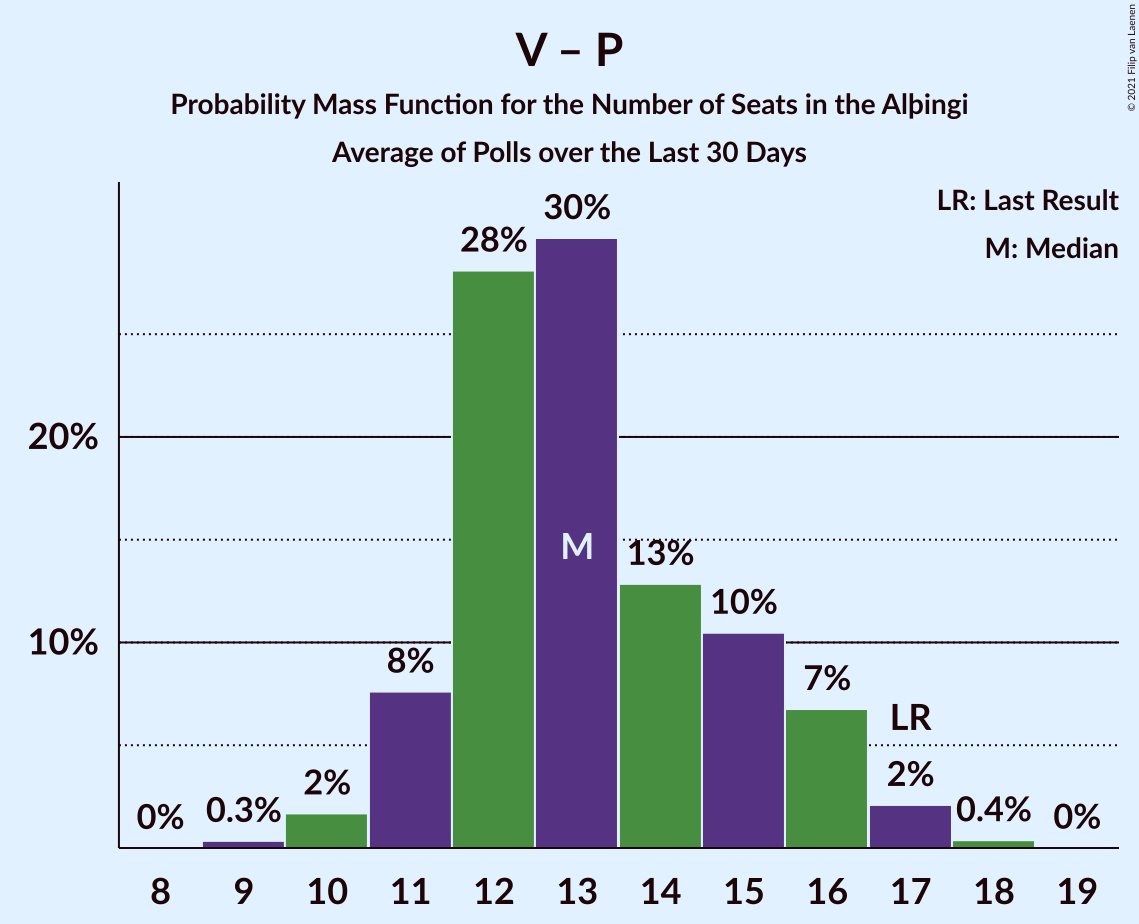 V – P
Probability Mass Function for the Number of Seats in the Alþingi
Average of Polls over the Last 30 Days
© 2021 Filip van Laenen
LR: Last Result
M: Median
20%
10%
0%
0.3%
2%
8%
28%
30%
M
13%
10%
7%
LR
2%
0.4%
0%
8 9 10 11 12 13 14 15 16 17 18 19